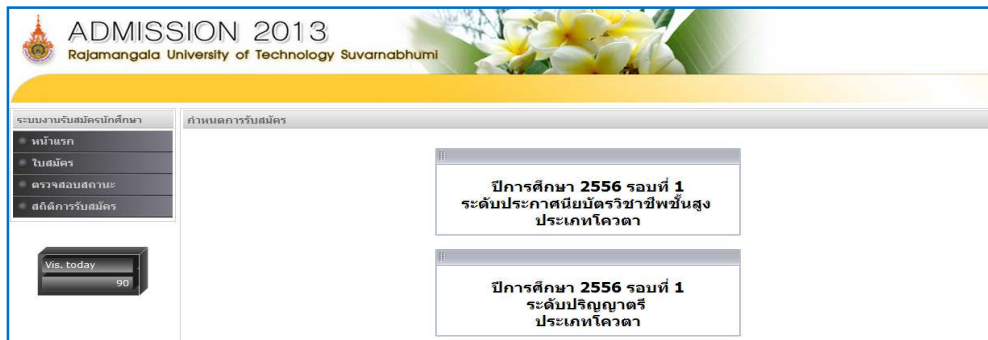 ADMISSION 2013
Rajamangala University of Technology Suvarnabhumi
ระบบงานรับสมัครนักศึกษา
หน้าแรก
ใบสมัคร
ตรวจสอบสถานะ
สถิติการรับสมัคร
Vis. today
90
กำหนดการรับสมัคร
ปีการศึกษา 2556 รอบที่ 1
ระดับประกาศนียบัตรวิชาชีพชั้นสูง
ประเภทโควตา
ปีการศึกษา 2556 รอบที่ 1
ระดับปริญญาตรี
ประเภทโควตา